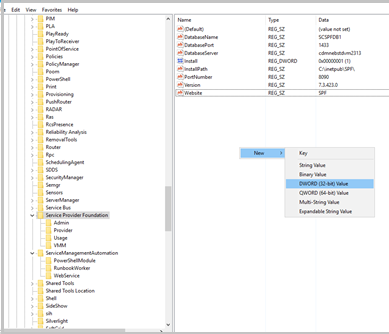 it View Favorites Help
PIM
PLA
PlayReady
PlayToReceiver
PointOfService
Policies
PolicyManager
Poom
PowerShell
Print
Provisioning
PushRouter
RADAR
Ras
RcsPresence
Reliability Analysis
RemovalTools
Router
Rpc
SchedulingAgent
SDDS
SecurityManager
Semgr
Sensors
ServerManager
Service Bus
Service Provider Foundation
Admin
Provider
Usage
VMM
ServiceManagementAutomation
PowerShellModule
RunbookWorker
WebService
Shared Tools
Shared Tools Location
Shell
SideShow
sih
Silverlight
Name Type Data
(Default) REG_SZ (value not set)
DatabaseName REG_SZ SCSPFDB1
DatabasePort REG_SZ 1433
DatabaseServer REG_SZ cdmnebstdvm2313
Install REG_DWORD 0x00000001 (1)
InstallPath REG_SZ C:\inetpub\SPF\
PortNumber REG_SZ 8090
Version REG_SZ 7.3.423.0
Website REG_SZ SPF
New
Key
String Value
Binary Value
DWORD (32-bit) Value
QWORD (64-bit) Value
Multi-String Value
Expandable String Value